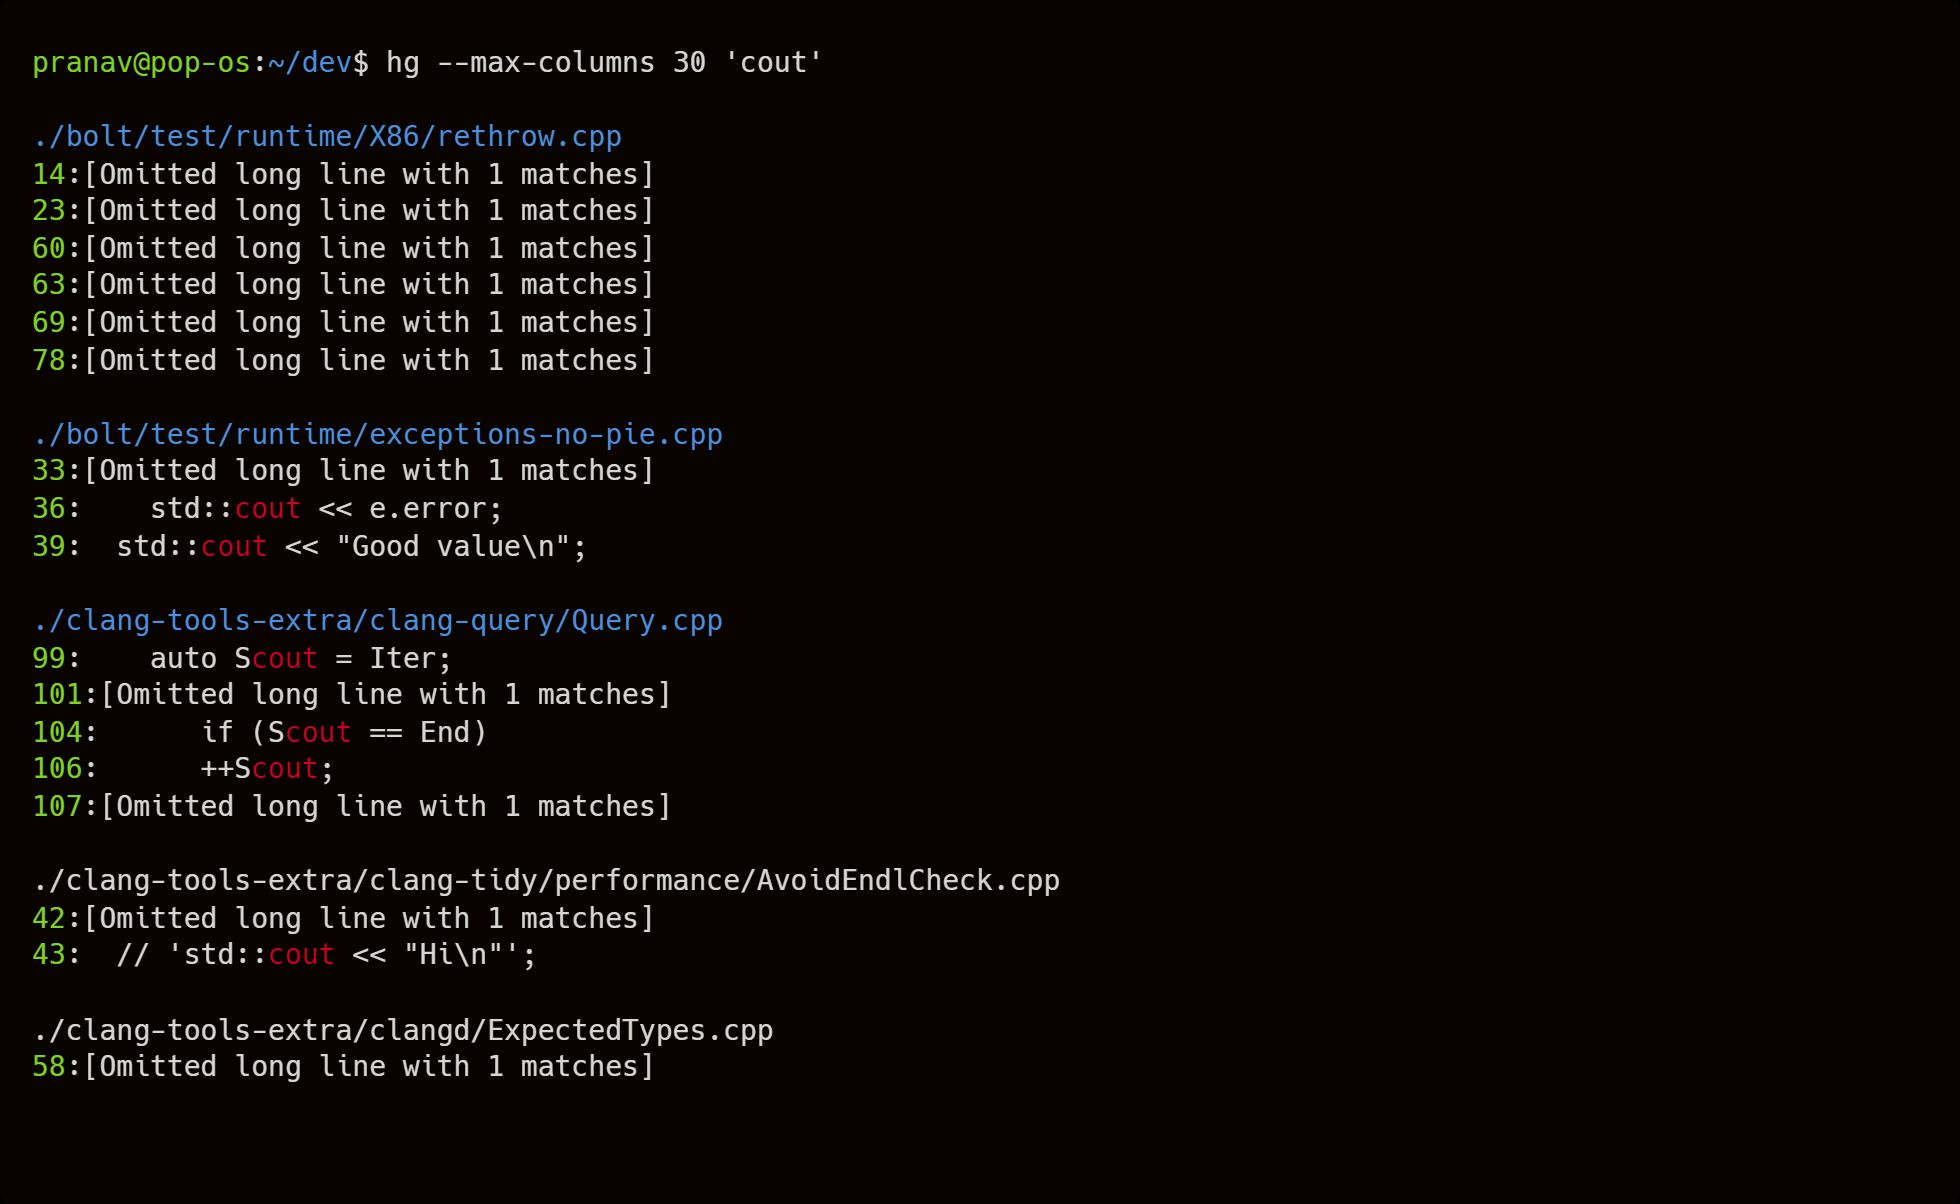 pranav@pop-os:~/dev$ hg --max-columns 30 'cout'

./bolt/test/runtime/X86/rethrow.cpp
14:[Omitted long line with 1 matches]
23:[Omitted long line with 1 matches]
60:[Omitted long line with 1 matches]
63:[Omitted long line with 1 matches]
69:[Omitted long line with 1 matches]
78:[Omitted long line with 1 matches]

./bolt/test/runtime/exceptions-no-pie.cpp
33:[Omitted long line with 1 matches]
36:    std::cout << e.error;
39:  std::cout << "Good value\n";

./clang-tools-extra/clang-query/Query.cpp
99:    auto Scout = Iter;
101:[Omitted long line with 1 matches]
104:      if (Scout == End)
106:      ++Scout;
107:[Omitted long line with 1 matches]

./clang-tools-extra/clang-tidy/performance/AvoidEndlCheck.cpp
42:[Omitted long line with 1 matches]
43:  // 'std::cout << "Hi\n"';

./clang-tools-extra/clangd/ExpectedTypes.cpp
58:[Omitted long line with 1 matches]